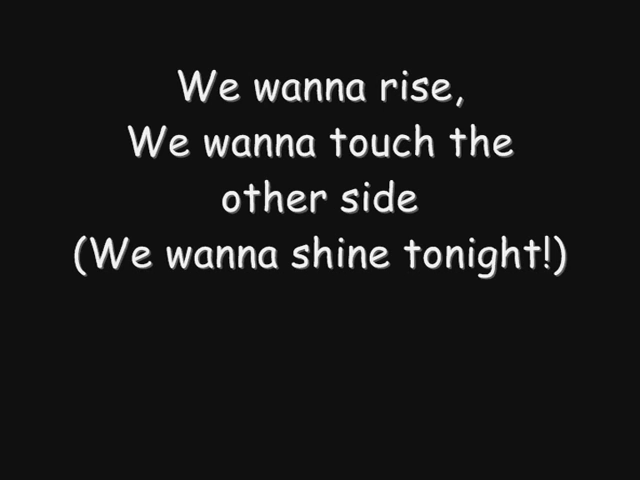 We wanna rise,
We wanna touch the
other side
(We wanna shine tonight!)